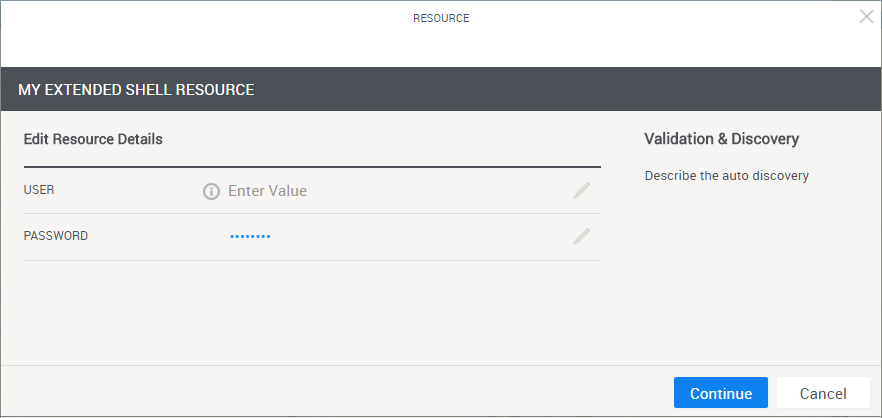 RESOURCE
MY EXTENDED SHELL RESOURCE
Edit Resource Details
Validation & Discovery
Describe the auto discovery
USER
Enter Value
PASSWORD
••••••••
Continue
Cancel